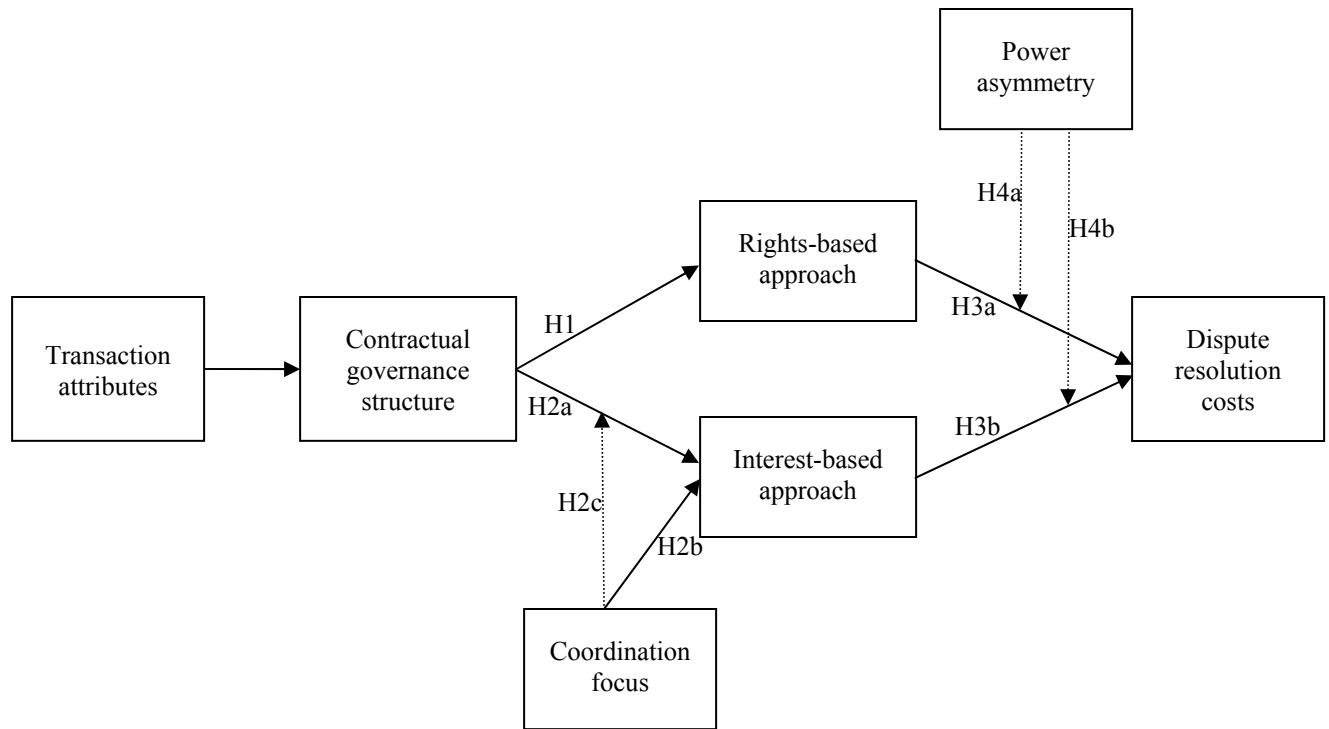 Power
asymmetry
H4a
H4b
Rights-based
approach
H1
H3a
Transaction
attributes
Contractual
governance
structure
Dispute
resolution
costs
H2a
H3b
Interest-based
approach
H2c
H2b
Coordination
focus